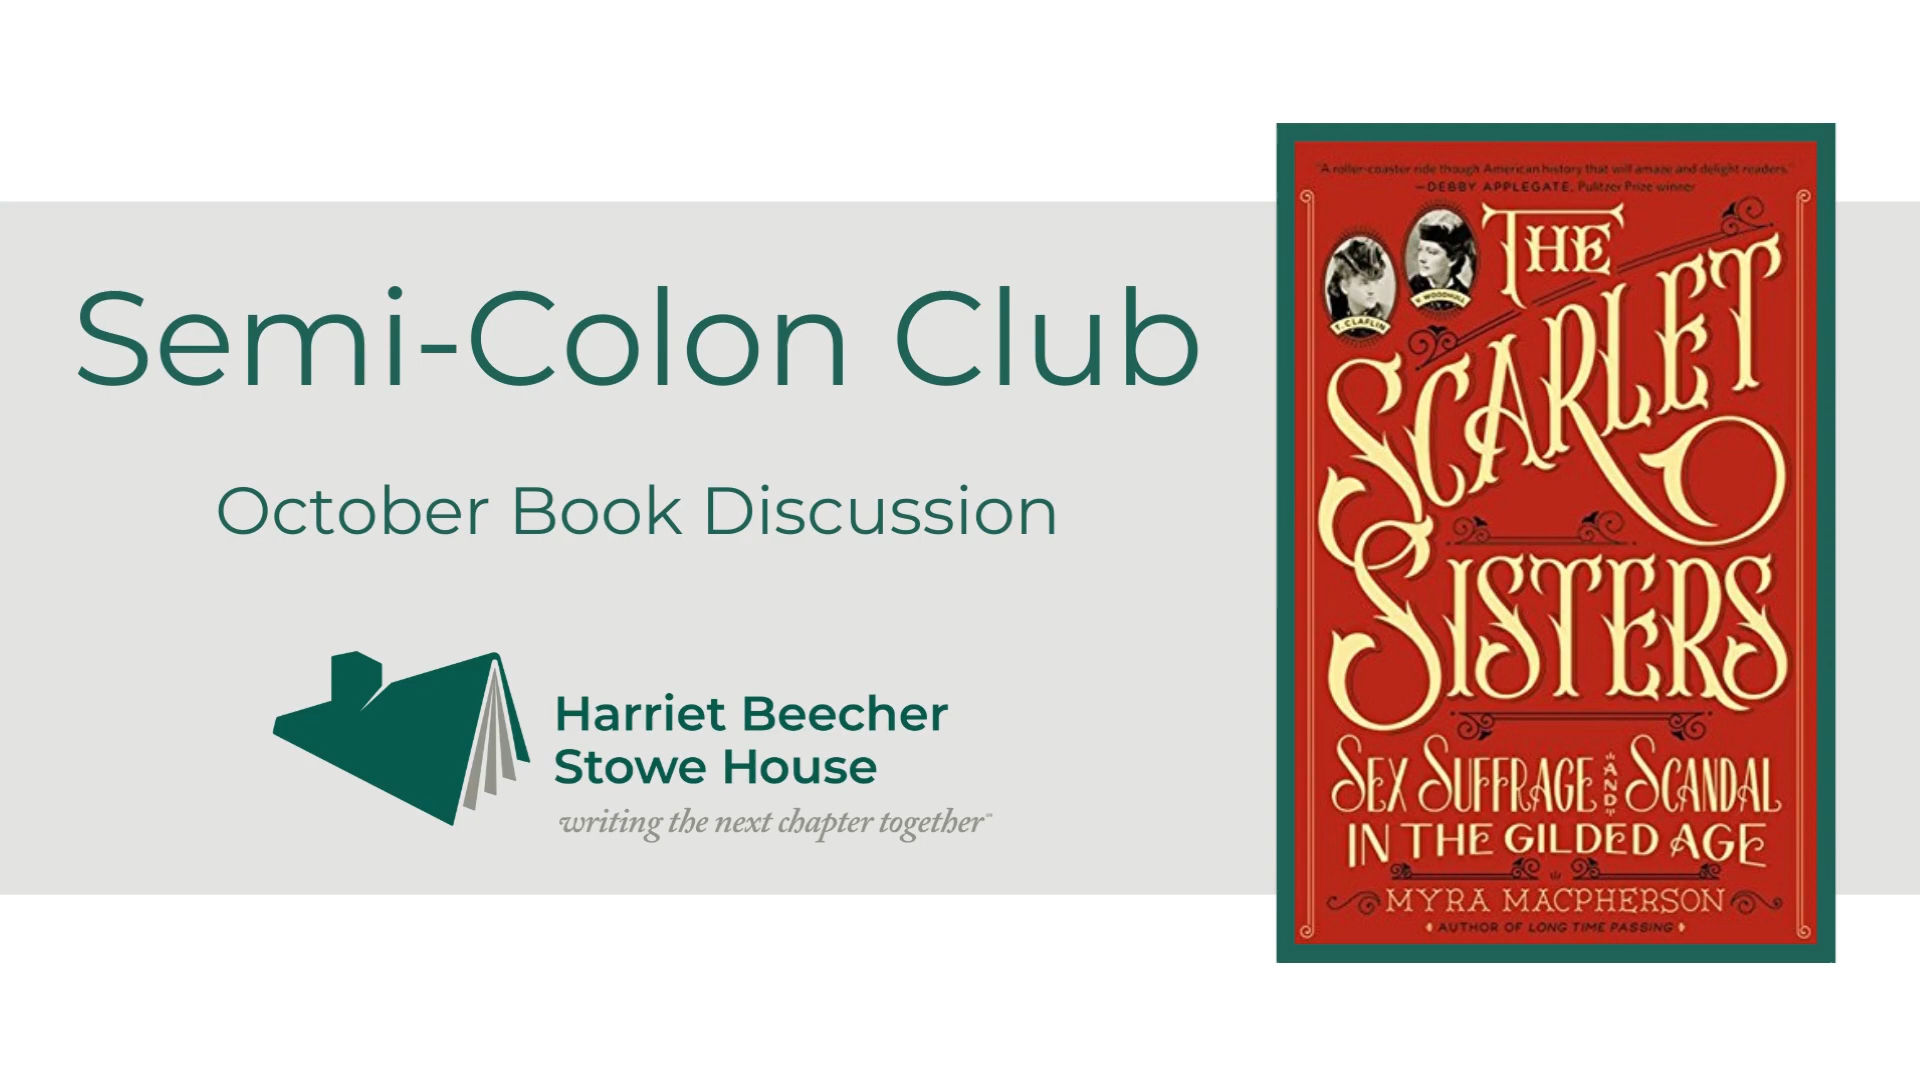 Semi-Colon Club
October Book Discussion
Harriet Beecher
Stowe House
writing the next chapter together
"A roller-coaster ride though American history that will amaze and delight readers."
—DEBBY APPLEGATE, Pulitzer Prize winner
T. CLAFLIN
V. WOODHULL
THE
SCARLET
SISTERS
SEX SUFFRAGE AND SCANDAL
IN THE GILDED AGE
MYRA MACPHERSON
AUTHOR OF LONG TIME PASSING